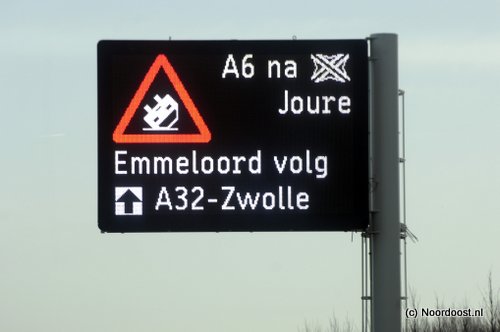 A6 na
Joure
Emmeloord volg
A32-Zwolle
(c) Noordoost.nl